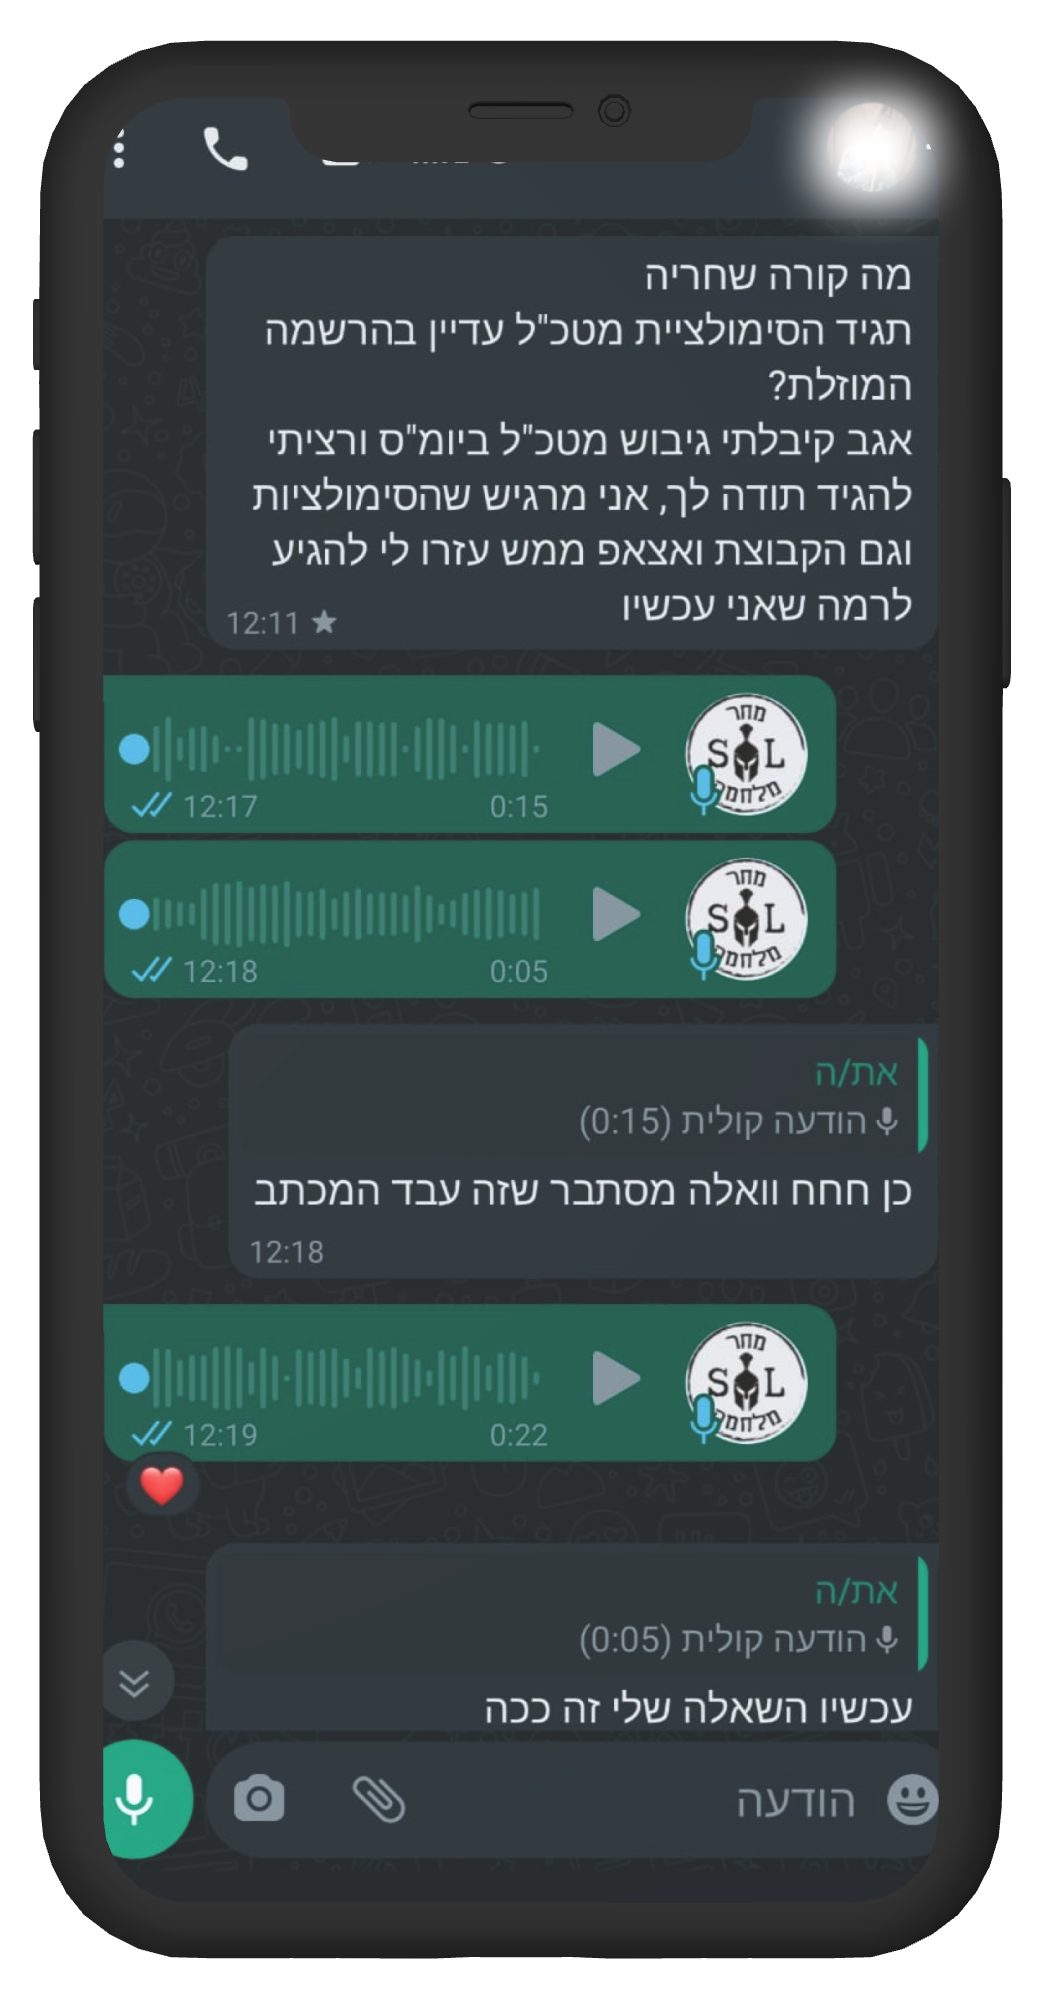 מה קורה שחריה
תגיד הסימולציית מטכ"ל עדיין בהרשמה
המוזלת?
אגב קיבלתי גיבוש מטכ"ל ביומ"ס ורציתי
להגיד תודה לך, אני מרגיש שהסימולציות
וגם הקבוצת ואצאפ ממש עזרו לי להגיע
לרמה שאני עכשיו
12:11
מחר
SOL
מלחמה
0:15
12:17
מחר
SOL
מלחמה
0:05
12:18
את/ה
הודעה קולית (0:15)
כן חחח וואלה מסתבר שזה עבד המכתב
12:18
מחר
SOL
מלחמה
0:22
12:19
את/ה
הודעה קולית (0:05)
עכשיו השאלה שלי זה ככה
הודעה